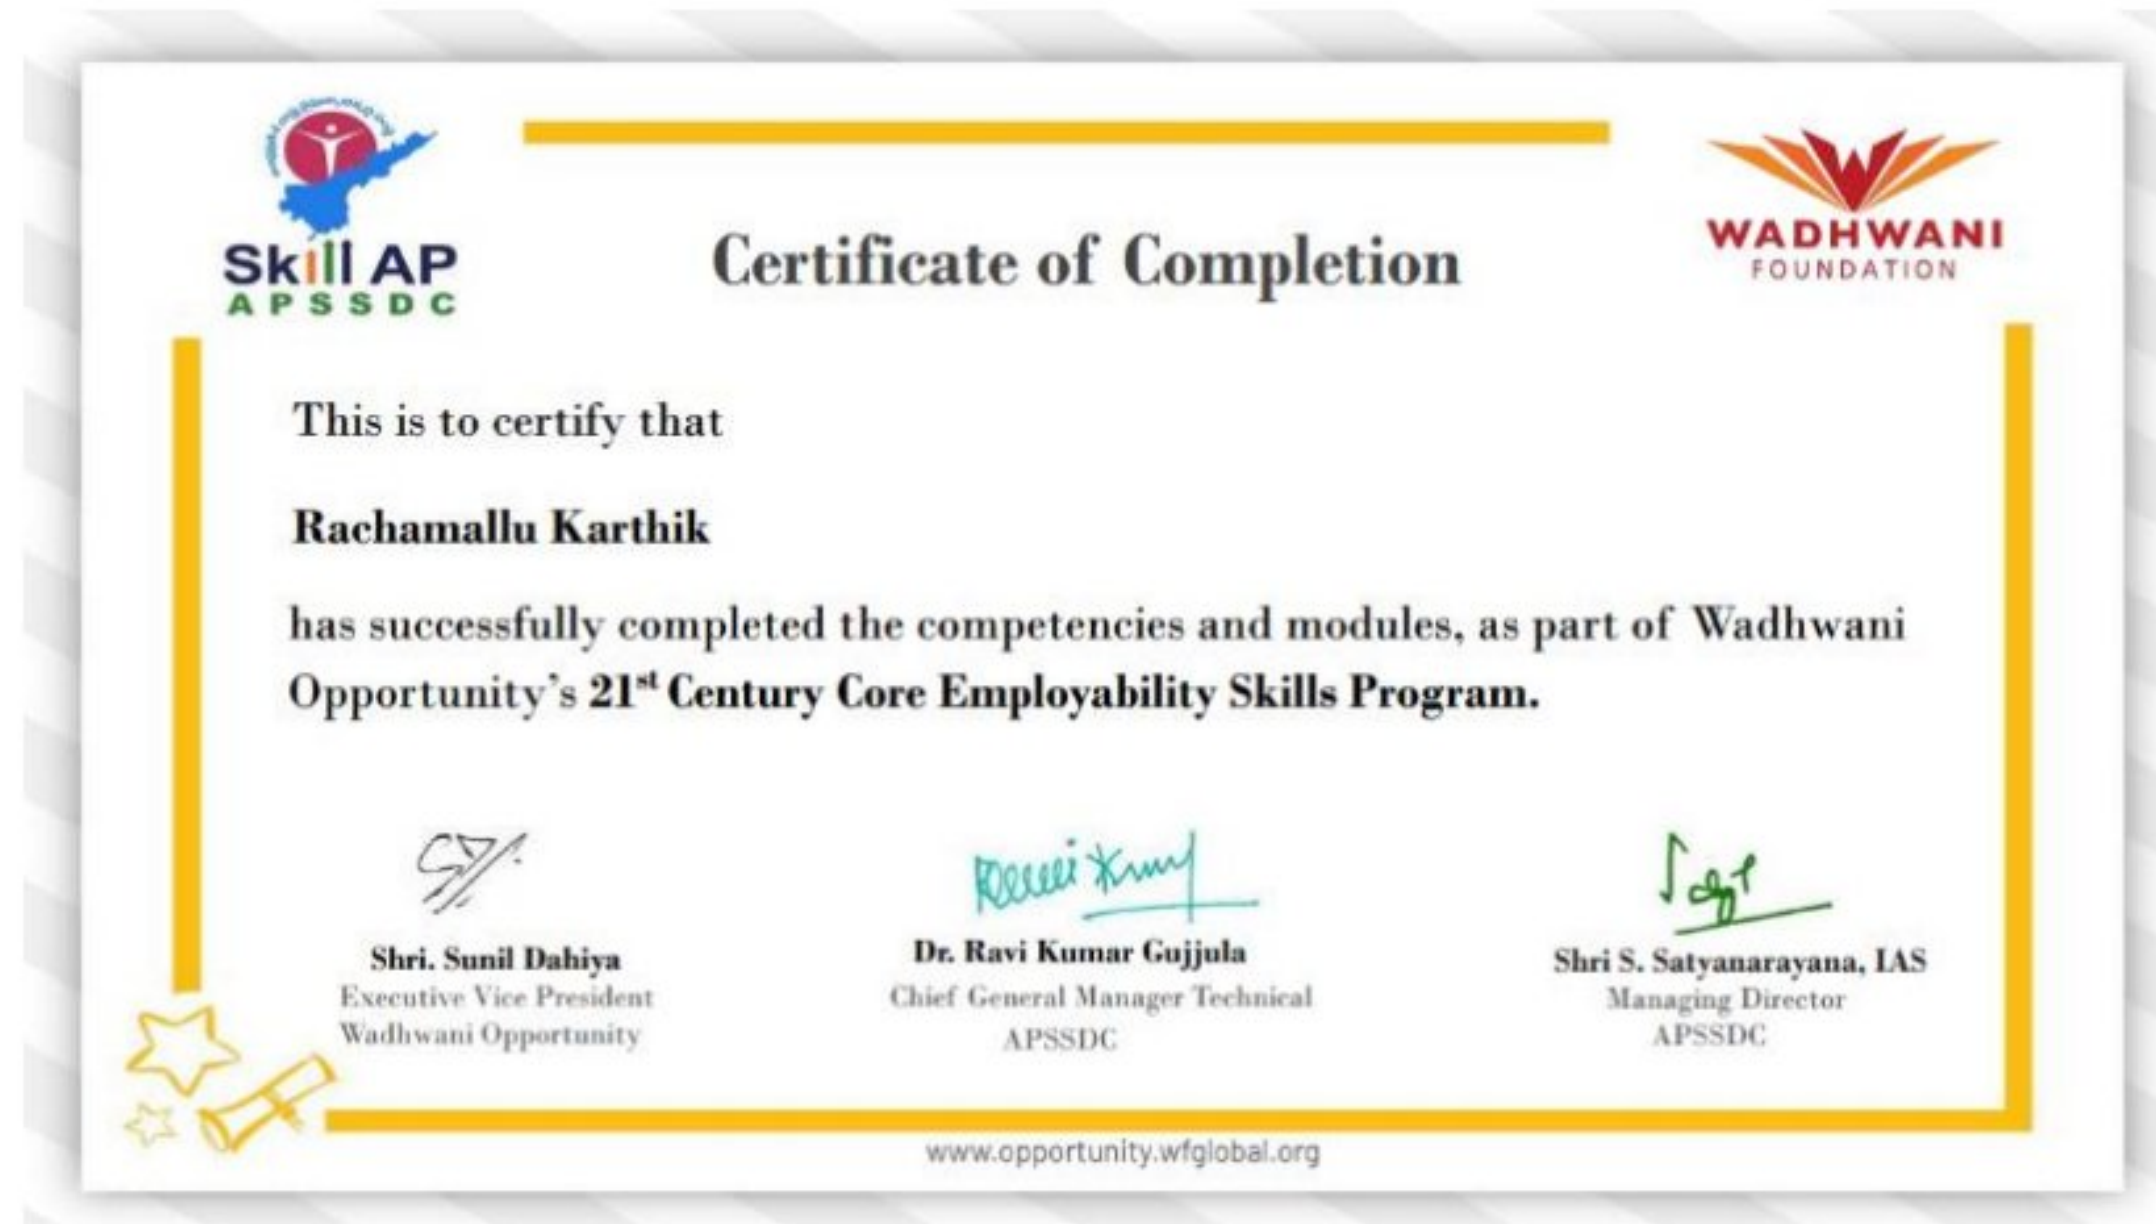 Skill AP
APSSDC
WADHWANI
FOUNDATION
Certificate of Completion
This is to certify that
Rachamallu Karthik
has successfully completed the competencies and modules, as part of Wadhwani
Opportunity's 21st Century Core Employability Skills Program.
Shri. Sunil Dahiya
Executive Vice President
Wadhwani Opportunity
Dr. Ravi Kumar Gujjula
Chief General Manager Technical
APSSDC
Shri S. Satyanarayana, IAS
Managing Director
APSSDC
www.opportunity.wfglobal.org